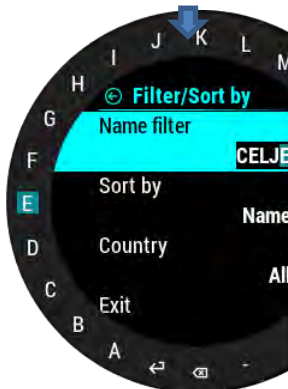 J K L M
I
H
G
F
E
D
C
B
A
-
Filter/Sort by
Name filter
CELJE
Sort by
Name
Country
All
Exit